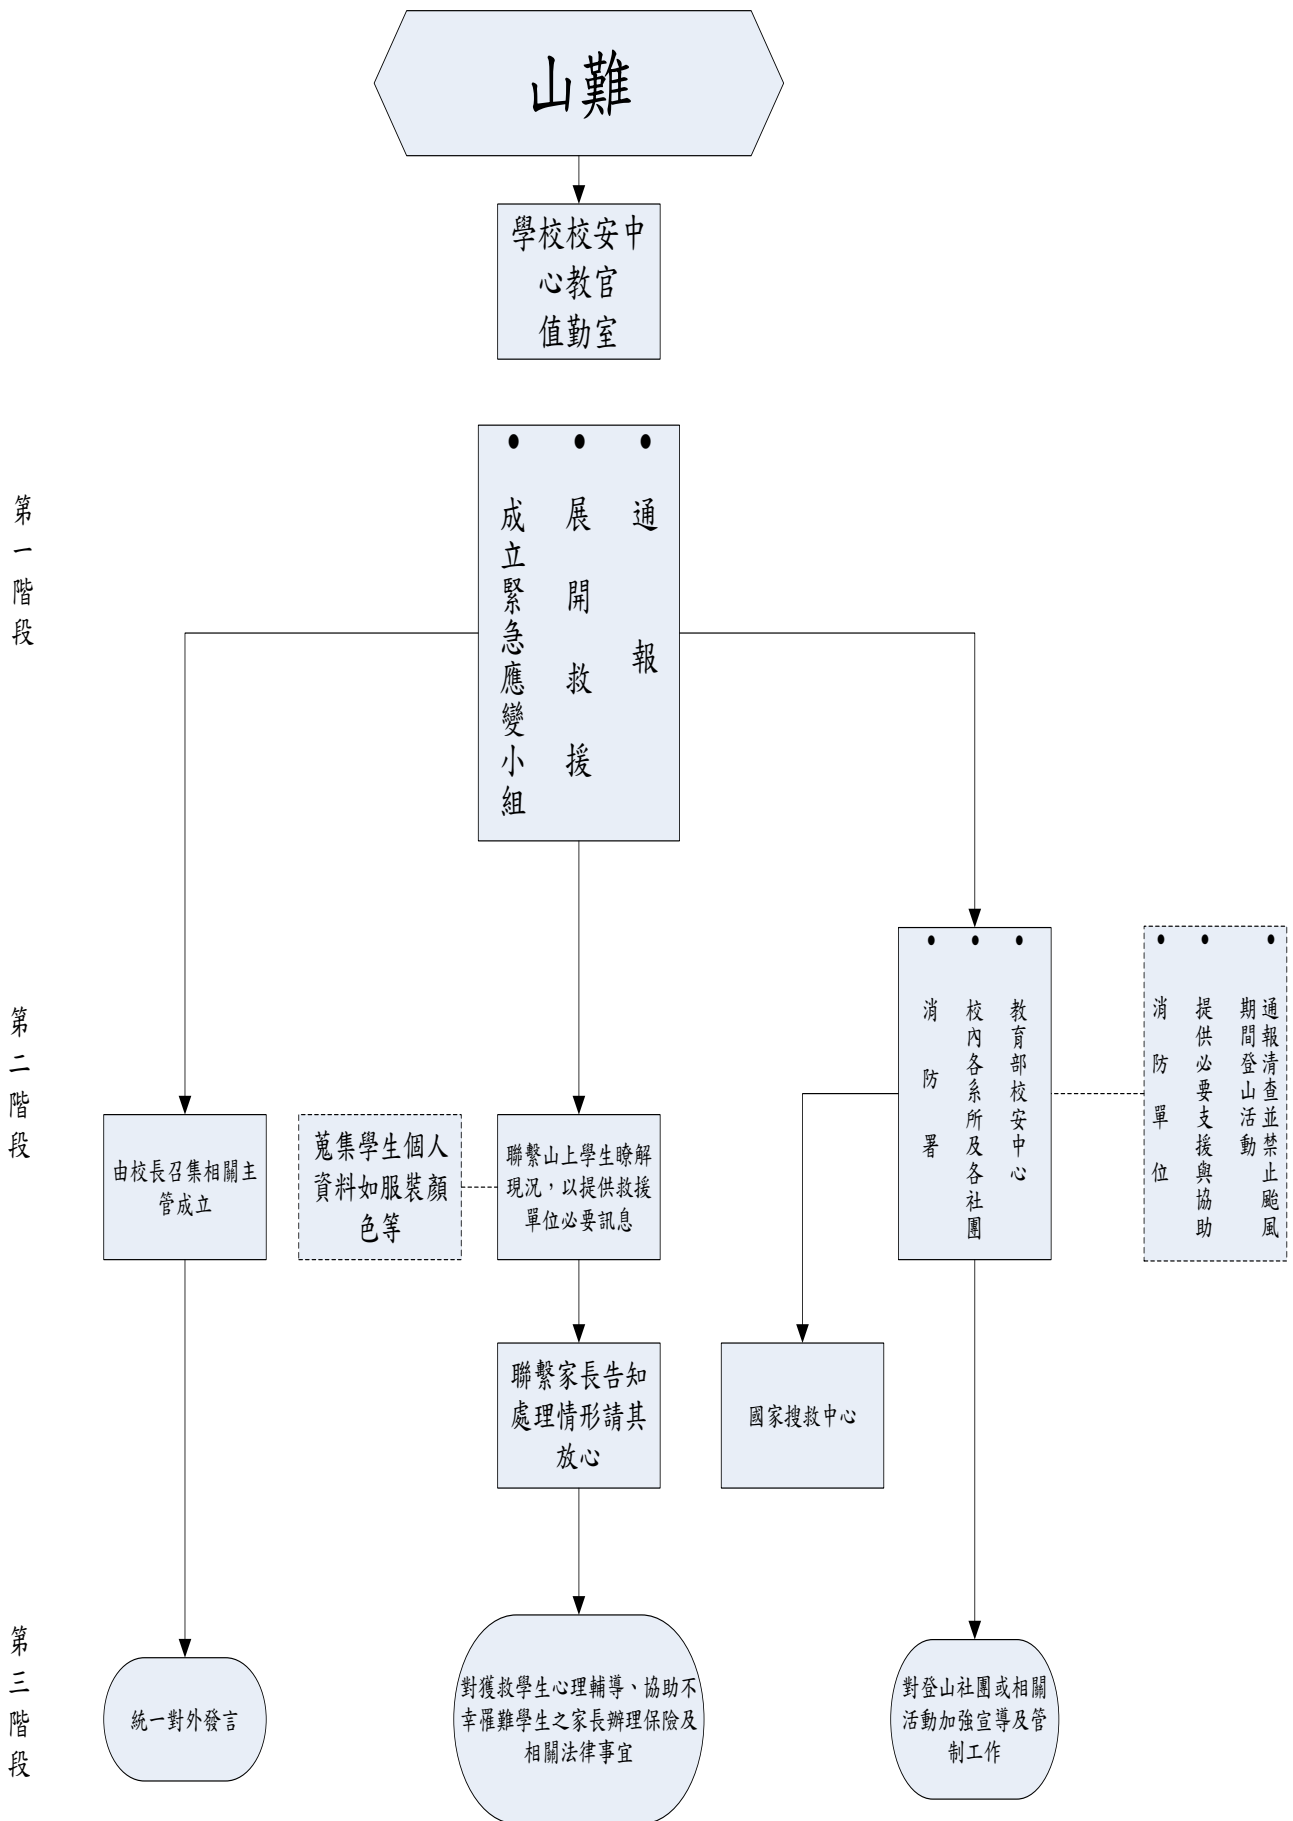 山難
學校校安中
心教官
值勤室
第一階段
● 通報
● 展開救援
● 成立緊急應變小組
第二階段
由校長召集相關主
管成立
蒐集學生個人
資料如服裝顏
色等
聯繫山上學生瞭解
現況，以提供救援
單位必要訊息
● 教育部校安中心
● 校內各系所及各社團
● 消防署
● 通報清查並禁止颱風
期間登山活動
● 提供必要支援與協助
● 消防單位
聯繫家長告知
處理情形請其
放心
國家搜救中心
第三階段
統一對外發言
對獲救學生心理輔導、協助不
幸罹難學生之家長辦理保險及
相關法律事宜
對登山社團或相關
活動加強宣導及管
制工作